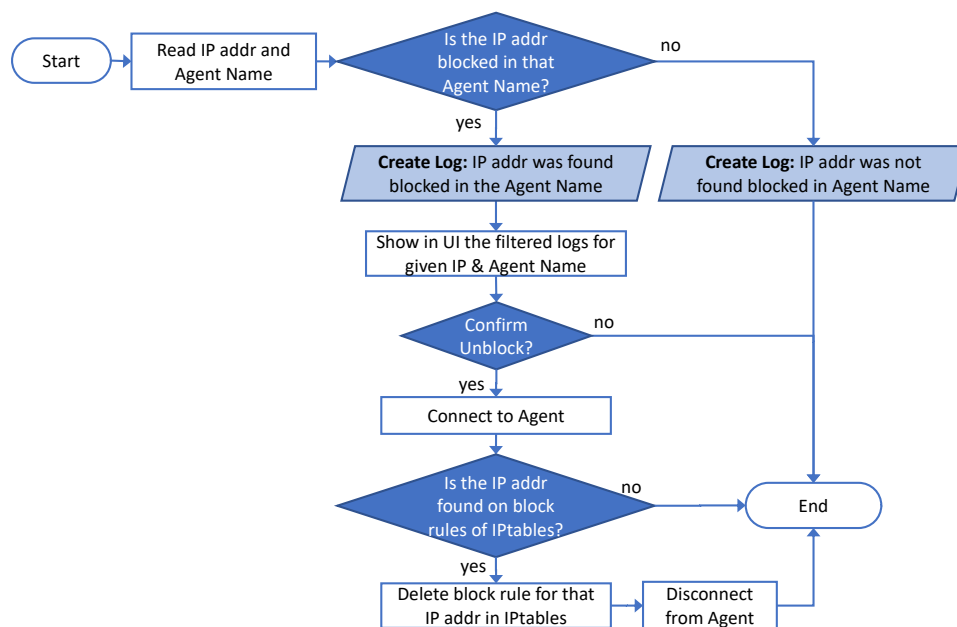 Start
Read IP addr and
Agent Name
Is the IP addr
blocked in that
Agent Name?
no
yes
Create Log: IP addr was found
blocked in the Agent Name
Create Log: IP addr was not
found blocked in Agent Name
Show in UI the filtered logs for
given IP & Agent Name
Confirm
Unblock?
no
yes
Connect to Agent
Is the IP addr
found on block
rules of IPtables?
no
End
yes
Delete block rule for that
IP addr in IPtables
Disconnect
from Agent